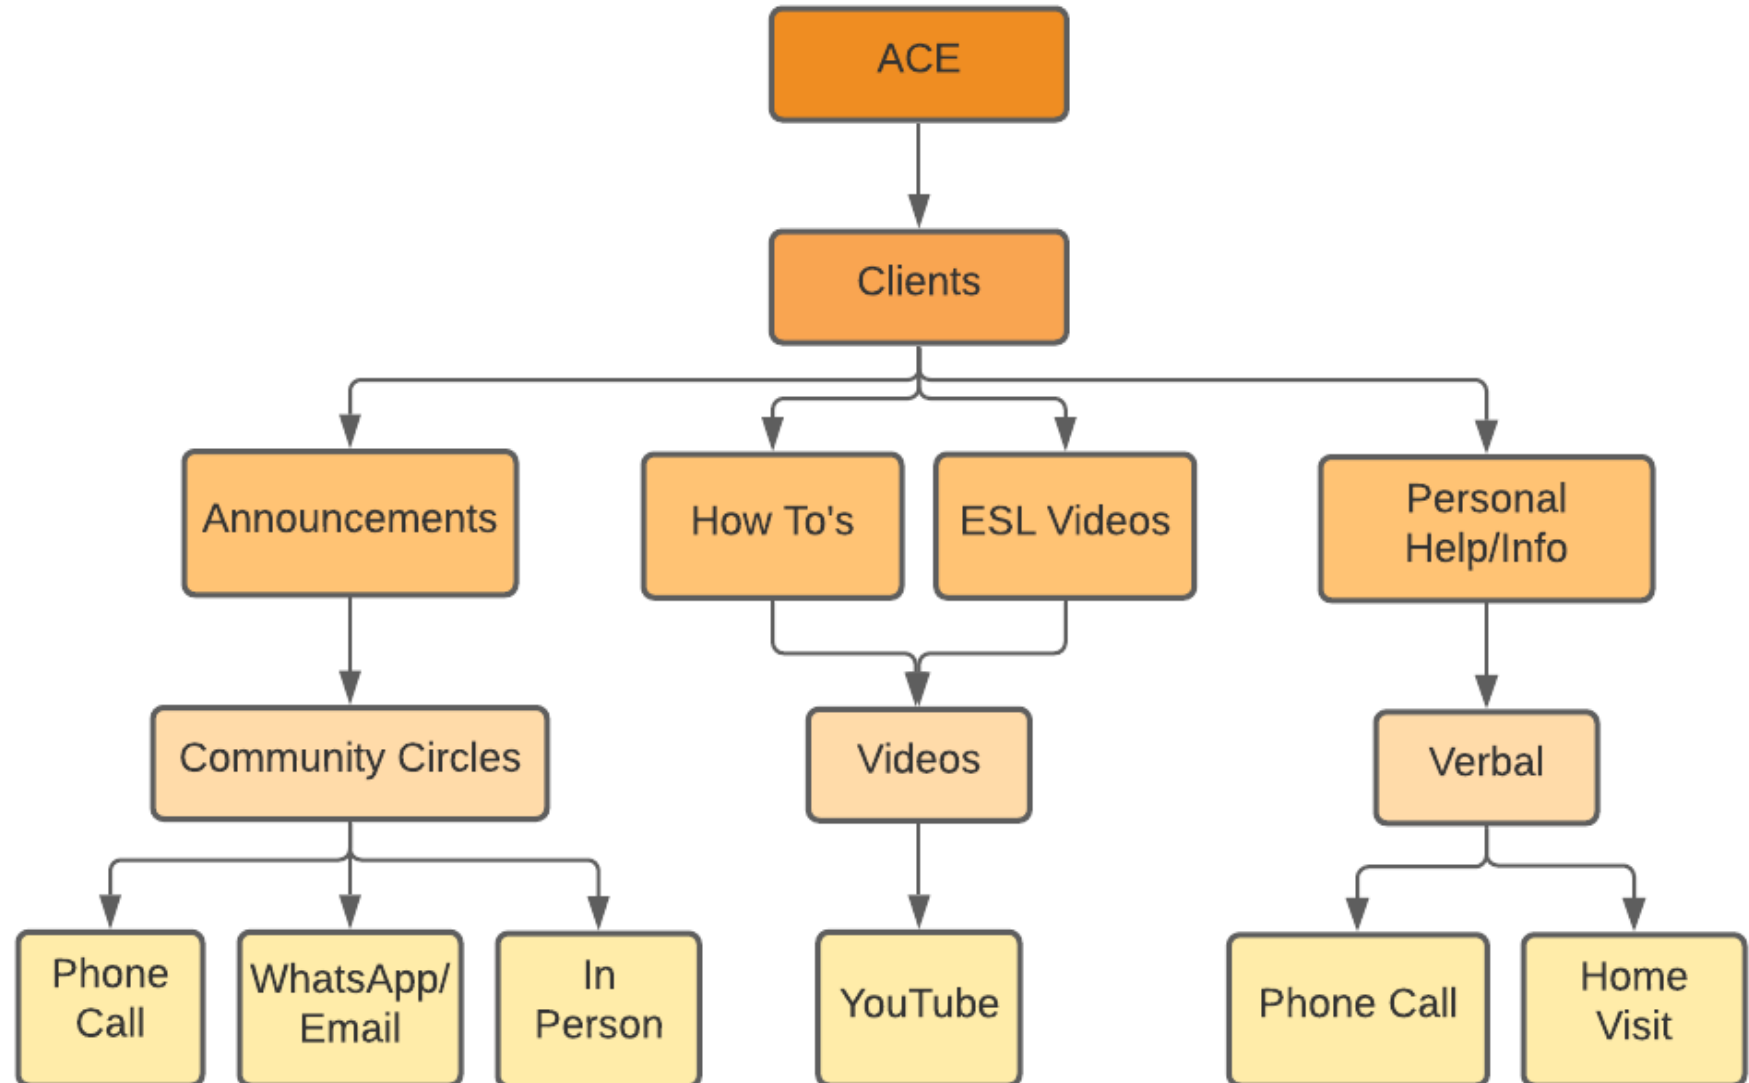 ACE
Clients
Announcements
How To's
ESL Videos
Personal
Help/Info
Community Circles
Videos
Verbal
Phone
Call
WhatsApp/
Email
In
Person
YouTube
Phone Call
Home
Visit